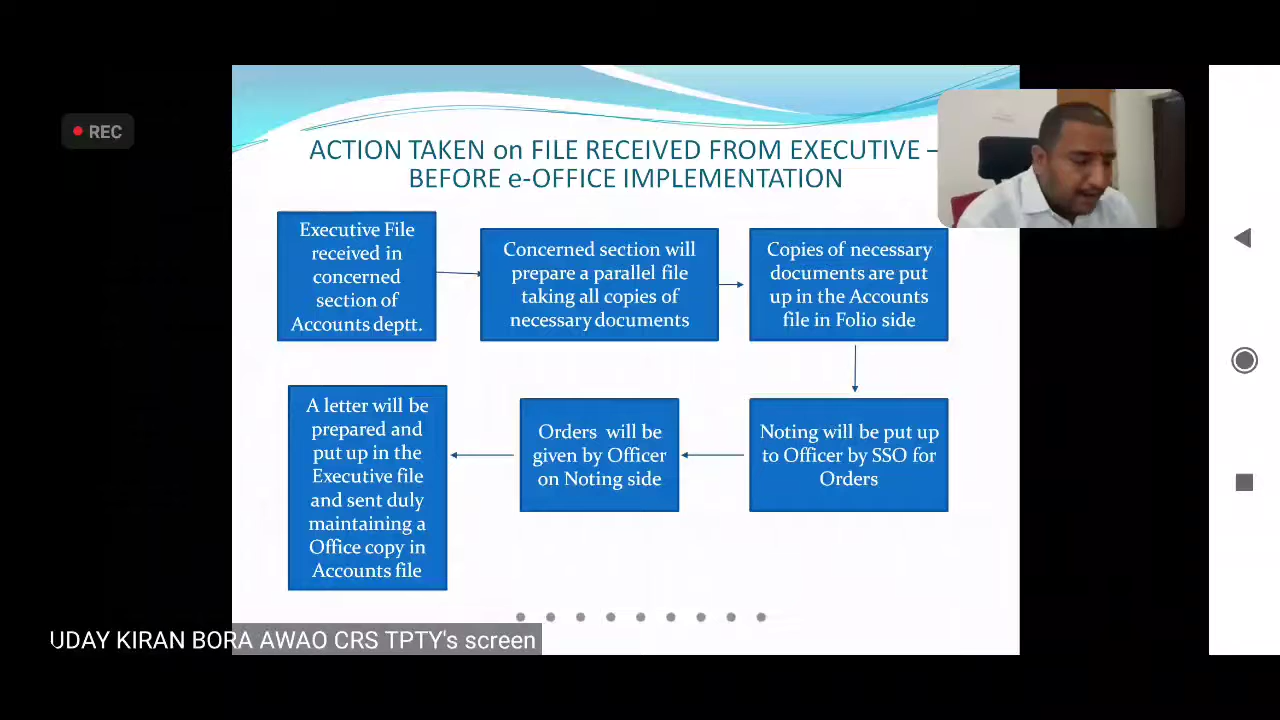 REC
ACTION TAKEN on FILE RECEIVED FROM EXECUTIVE –
BEFORE e-OFFICE IMPLEMENTATION
Executive File
received in
concerned
section of
Accounts deptt.
Concerned section will
prepare a parallel file
taking all copies of
necessary documents
Copies of necessary
documents are put
up in the Accounts
file in Folio side
Noting will be put up
to Officer by SSO for
Orders
Orders will be
given by Officer
on Noting side
A letter will be
prepared and
put up in the
Executive file
and sent duly
maintaining a
Office copy in
Accounts file
UDAY KIRAN BORA AWAO CRS TPTY's screen